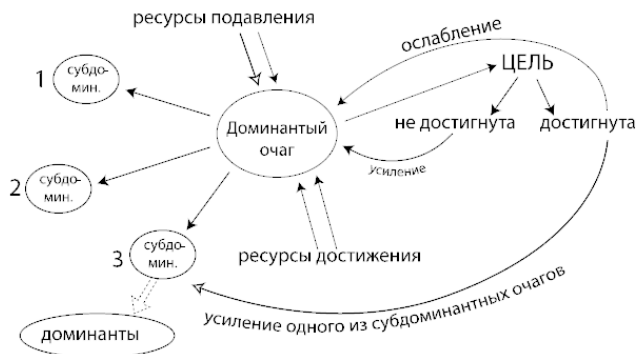 ресурсы подавления
ослабление
1
субдо-
мин.
ЦЕЛЬ
Доминантый
очаг
не достигнута
достигнута
усиление
2
субдо-
мин.
3
субдо-
мин.
ресурсы достижения
усиление одного из субдоминантных очагов
доминанты